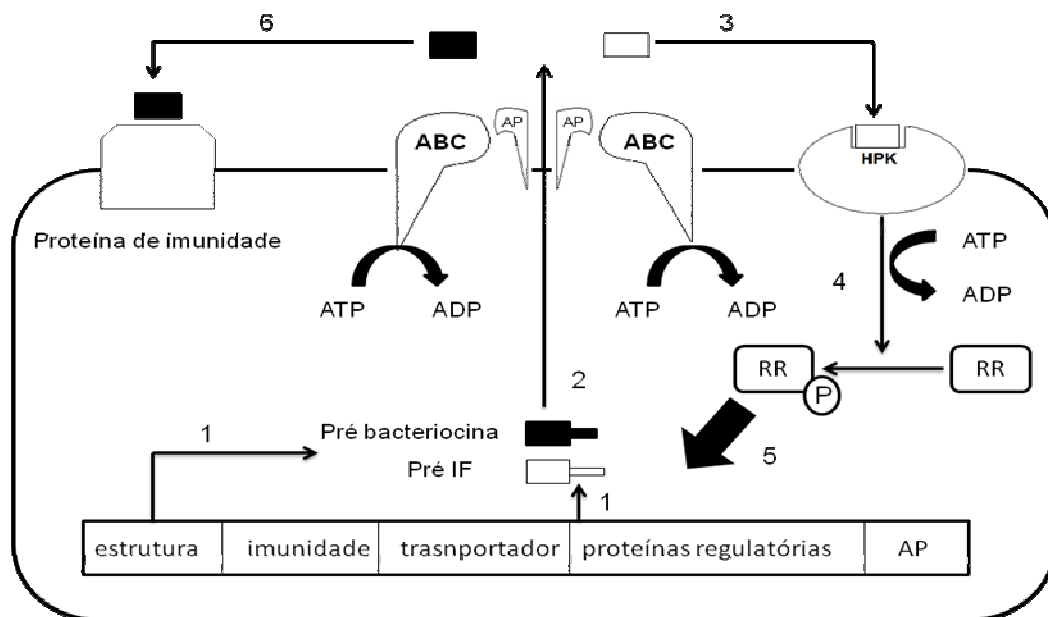 6
3
AP
AP
ABC
ABC
HPK
Proteína de imunidade
ATP
ADP
ATP
ADP
ATP
ADP
4
RR
P
RR
2
5
1
Pré bacteriocina
Pré IF
1
estrutura
imunidade
trasnportador
proteínas regulatórias
AP